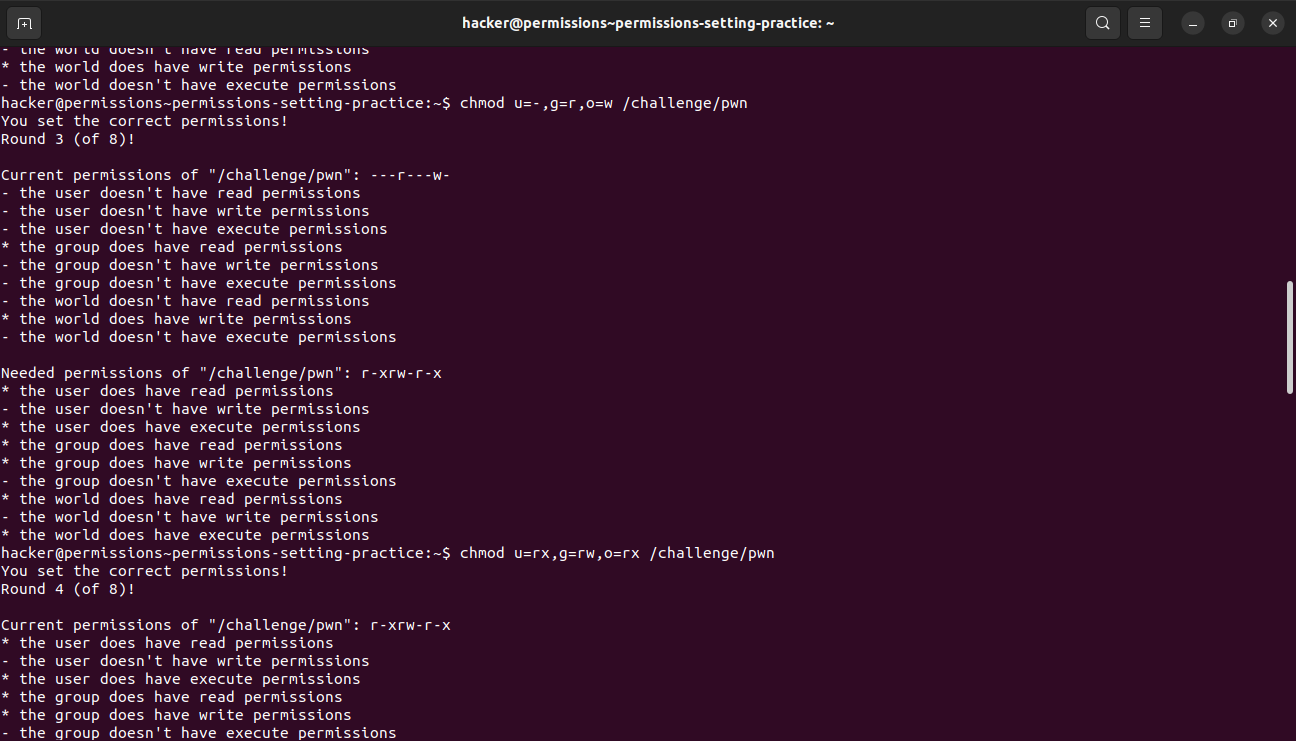 hacker@permissions~permissions-setting-practice: ~
- the world doesn't have read permissions
* the world does have write permissions
- the world doesn't have execute permissions
hacker@permissions~permissions-setting-practice:~$ chmod u=-,g=r,o=w /challenge/pwn
You set the correct permissions!
Round 3 (of 8)!
Current permissions of "/challenge/pwn": ---r---w-
- the user doesn't have read permissions
- the user doesn't have write permissions
- the user doesn't have execute permissions
* the group does have read permissions
- the group doesn't have write permissions
- the group doesn't have execute permissions
- the world doesn't have read permissions
* the world does have write permissions
- the world doesn't have execute permissions
Needed permissions of "/challenge/pwn": r-xrw-r-x
* the user does have read permissions
- the user doesn't have write permissions
* the user does have execute permissions
* the group does have read permissions
* the group does have write permissions
- the group doesn't have execute permissions
* the world does have read permissions
- the world doesn't have write permissions
* the world does have execute permissions
hacker@permissions~permissions-setting-practice:~$ chmod u=rx,g=rw,o=rx /challenge/pwn
You set the correct permissions!
Round 4 (of 8)!
Current permissions of "/challenge/pwn": r-xrw-r-x
* the user does have read permissions
- the user doesn't have write permissions
* the user does have execute permissions
* the group does have read permissions
* the group does have write permissions
- the group doesn't have execute permissions